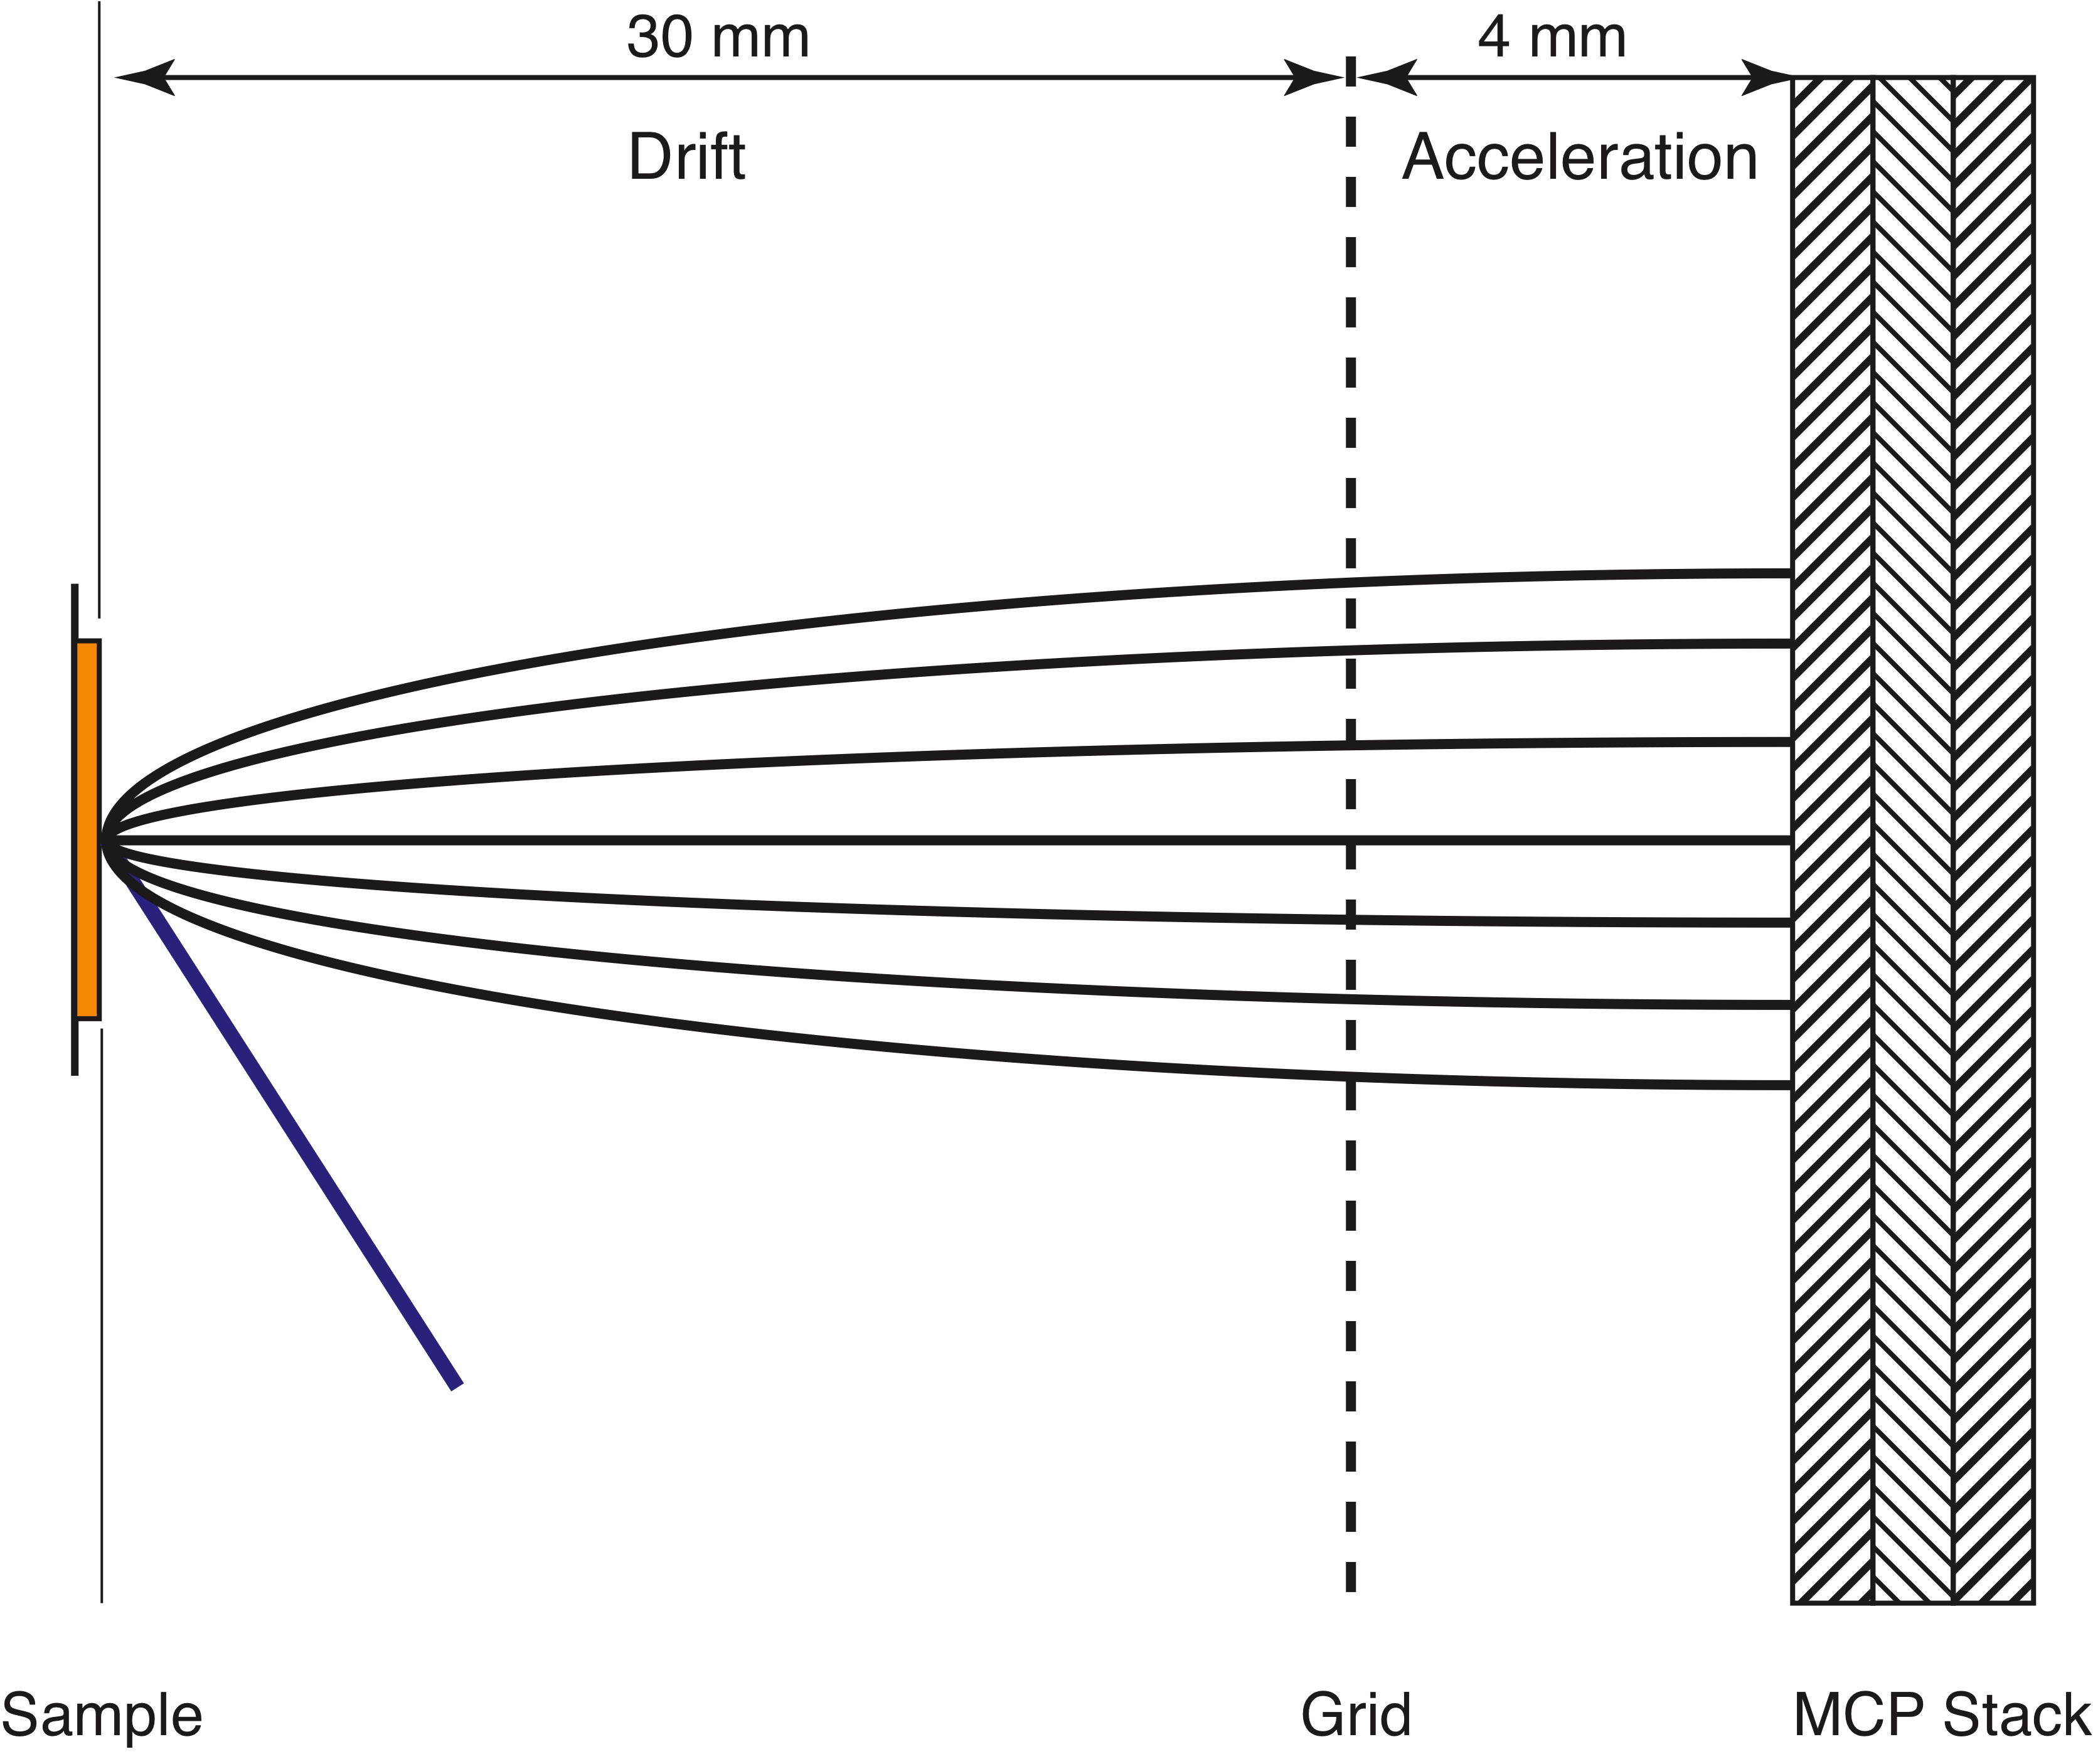 30 mm
4 mm
Drift
Acceleration
Sample
Grid
MCP Stack